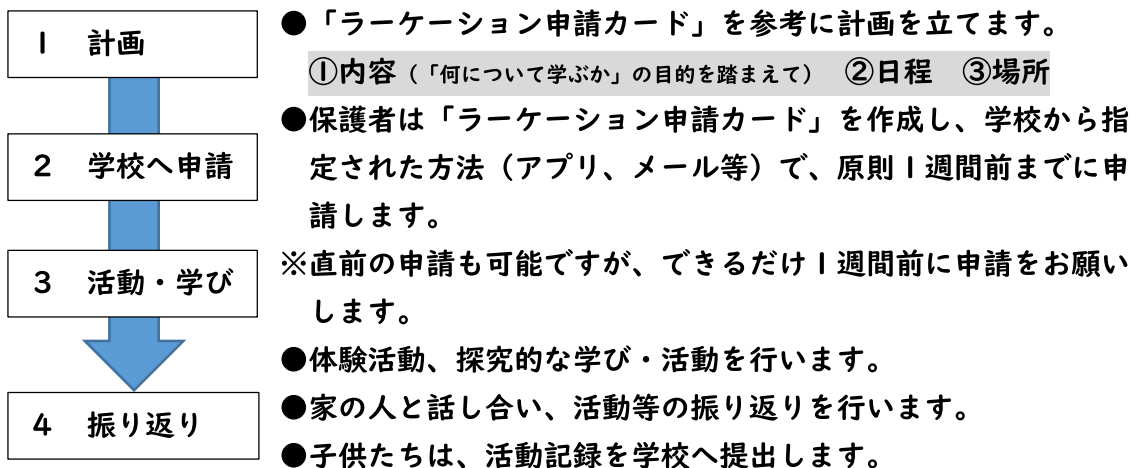 1 計画
2 学校へ申請
3 活動・学び
4 振り返り
●「ラーケーション申請カード」を参考に計画を立てます。
①内容（「何について学ぶか」の目的を踏まえて） ②日程 ③場所
●保護者は「ラーケーション申請カード」を作成し、学校から指
定された方法（アプリ、メール等）で、原則1週間前までに申
請します。
※直前の申請も可能ですが、できるだけ1週間前に申請をお願い
します。
●体験活動、探究的な学び・活動を行います。
●家の人と話し合い、活動等の振り返りを行います。
●子供たちは、活動記録を学校へ提出します。